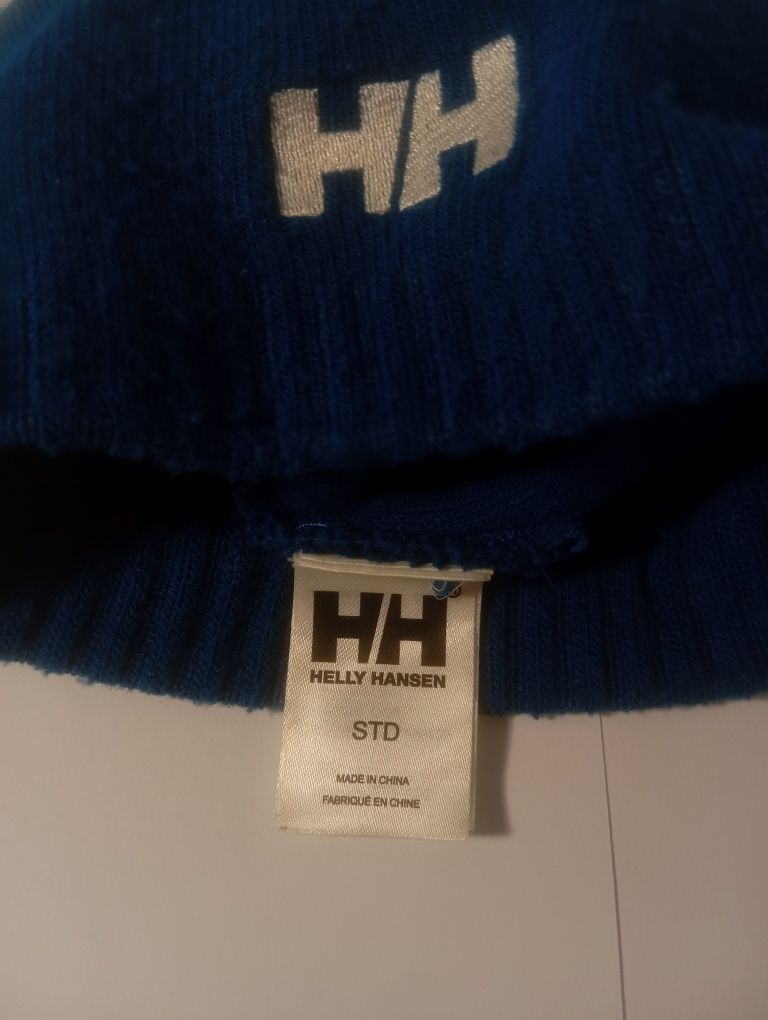 HH
HH®
HELLY HANSEN
STD
MADE IN CHINA
FABRIQUÉ EN CHINE